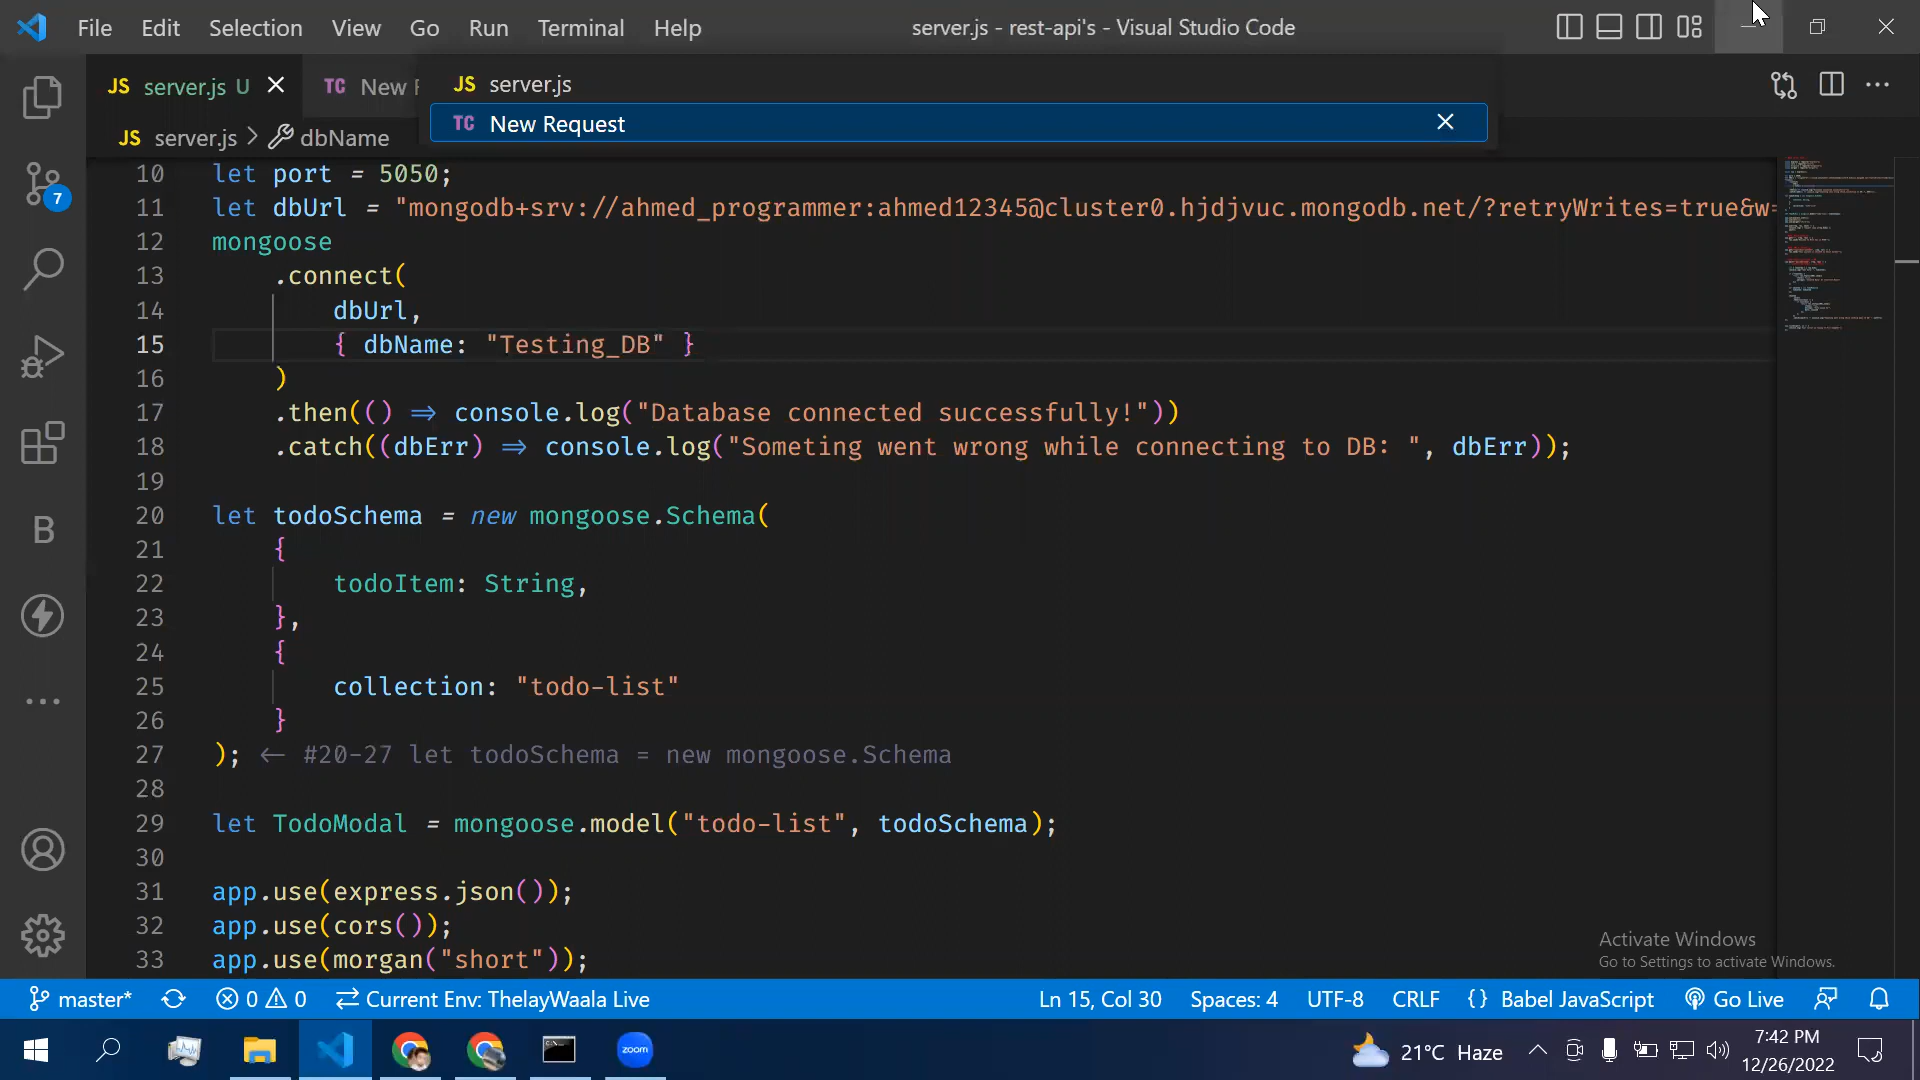 File Edit Selection View Go Run Terminal Help
server.js - rest-api's - Visual Studio Code
JS server.js U
TC New
JS server.js
TC New Request
JS server.js > dbName
10 let port = 5050;
11 let dbUrl = "mongodb+srv://ahmed_programmer:ahmed12345@cluster0.hjdjvuc.mongodb.net/?retryWrites=true&w=
12 mongoose
13 .connect(
14 dbUrl,
15 { dbName: "Testing_DB" }
16 )
17 .then(() => console.log("Database connected successfully!"))
18 .catch((dbErr) => console.log("Someting went wrong while connecting to DB: ", dbErr));
19
20 let todoSchema = new mongoose.Schema(
21 {
22 todoItem: String,
23 },
24 {
25 collection: "todo-list"
26 }
27 ); <- #20-27 let todoSchema = new mongoose.Schema
28
29 let TodoModal = mongoose.model("todo-list", todoSchema);
30
31 app.use(express.json());
32 app.use(cors());
33 app.use(morgan("short"));
7
B
Activate Windows
Go to Settings to activate Windows.
master* 0 0 Current Env: ThelayWaala Live Ln 15, Col 30 Spaces: 4 UTF-8 CRLF {} Babel JavaScript Go Live
zoom
21°C Haze
7:42 PM
12/26/2022